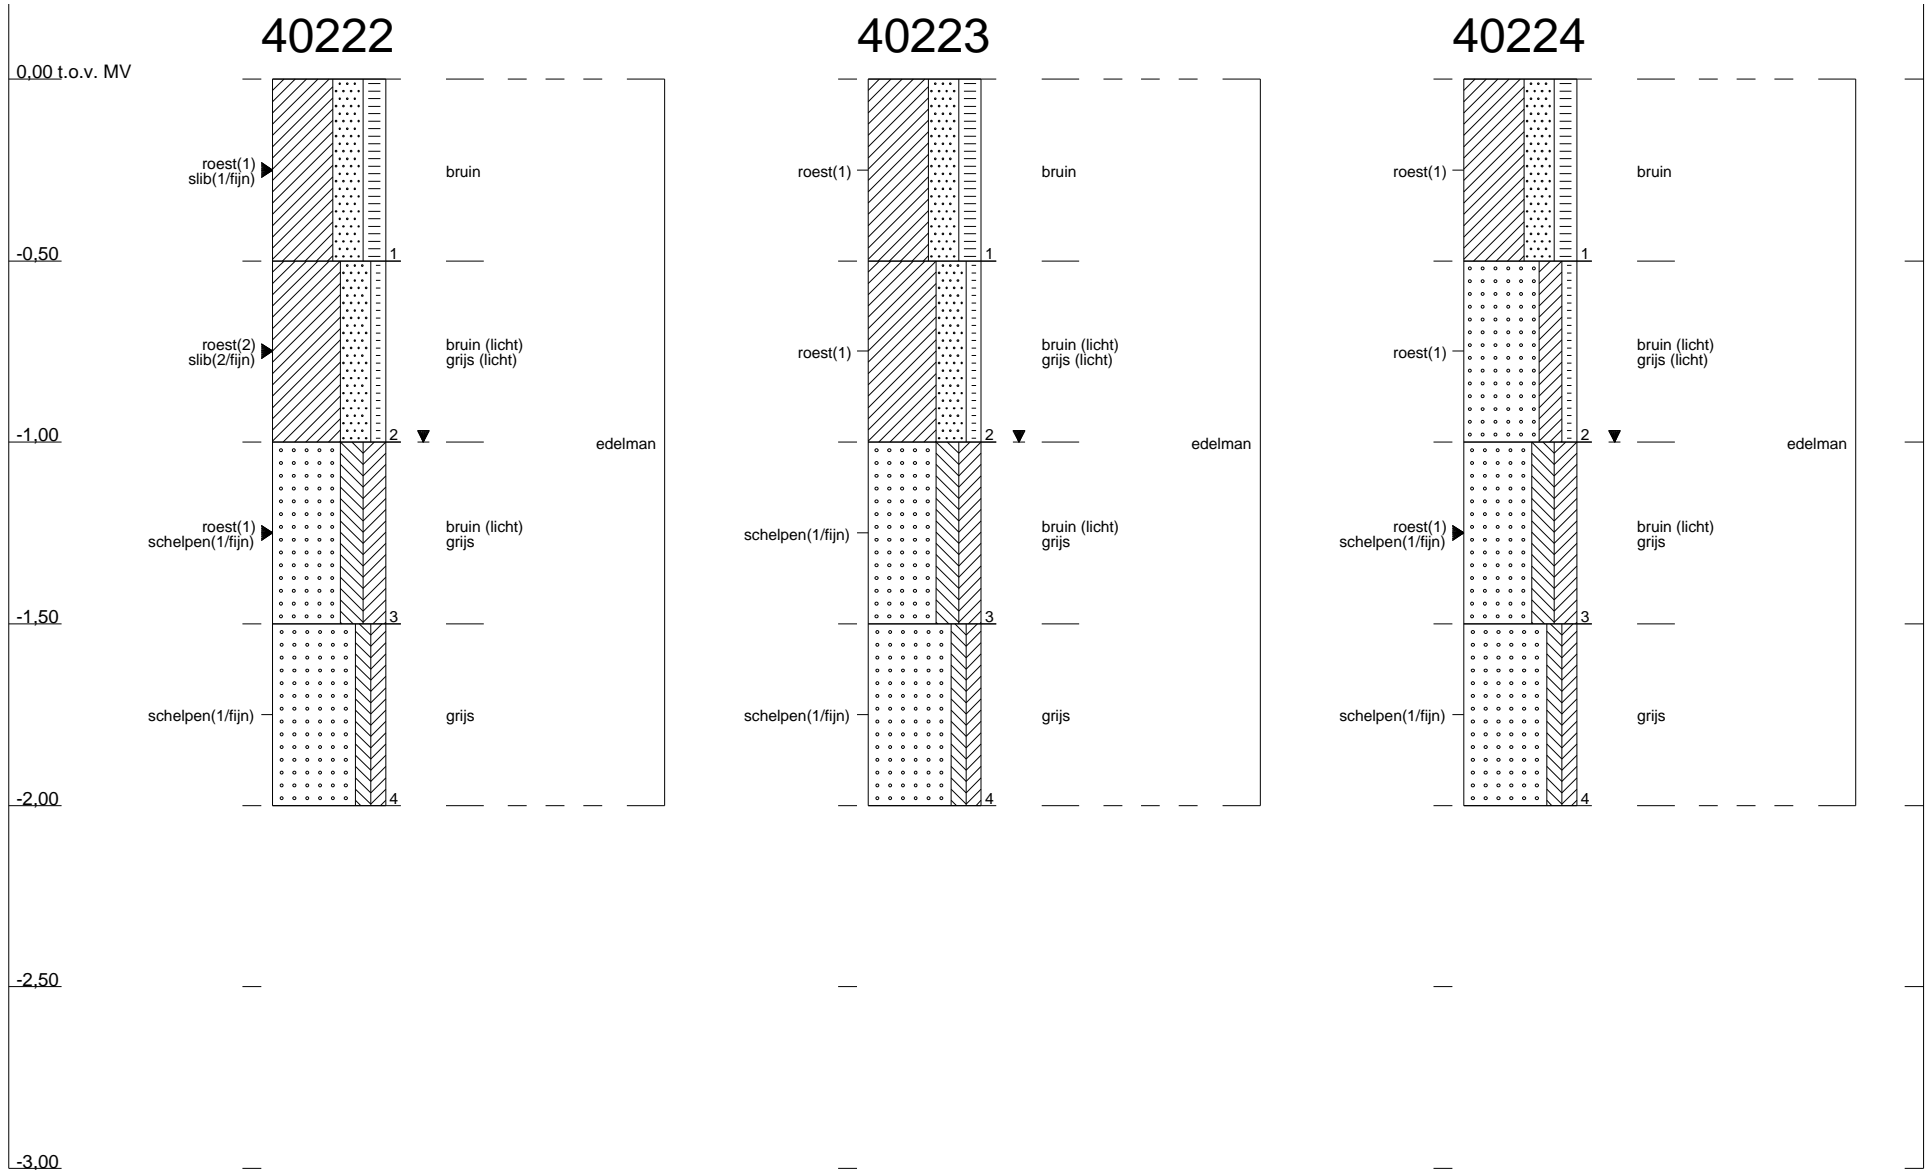 40222
40223
40224
0,00 t.o.v. MV
roest(1)
slib(1/fijn)
bruin
roest(1)
bruin
roest(1)
bruin
-0,50
1
1
1
roest(2)
slib(2/fijn)
bruin (licht)
grijs (licht)
roest(1)
bruin (licht)
grijs (licht)
roest(1)
bruin (licht)
grijs (licht)
-1,00
2
2
2
edelman
edelman
edelman
roest(1)
schelpen(1/fijn)
bruin (licht)
grijs
schelpen(1/fijn)
bruin (licht)
grijs
roest(1)
schelpen(1/fijn)
bruin (licht)
grijs
-1,50
3
3
3
schelpen(1/fijn)
grijs
schelpen(1/fijn)
grijs
schelpen(1/fijn)
grijs
-2,00
4
4
4
-2,50
-3,00